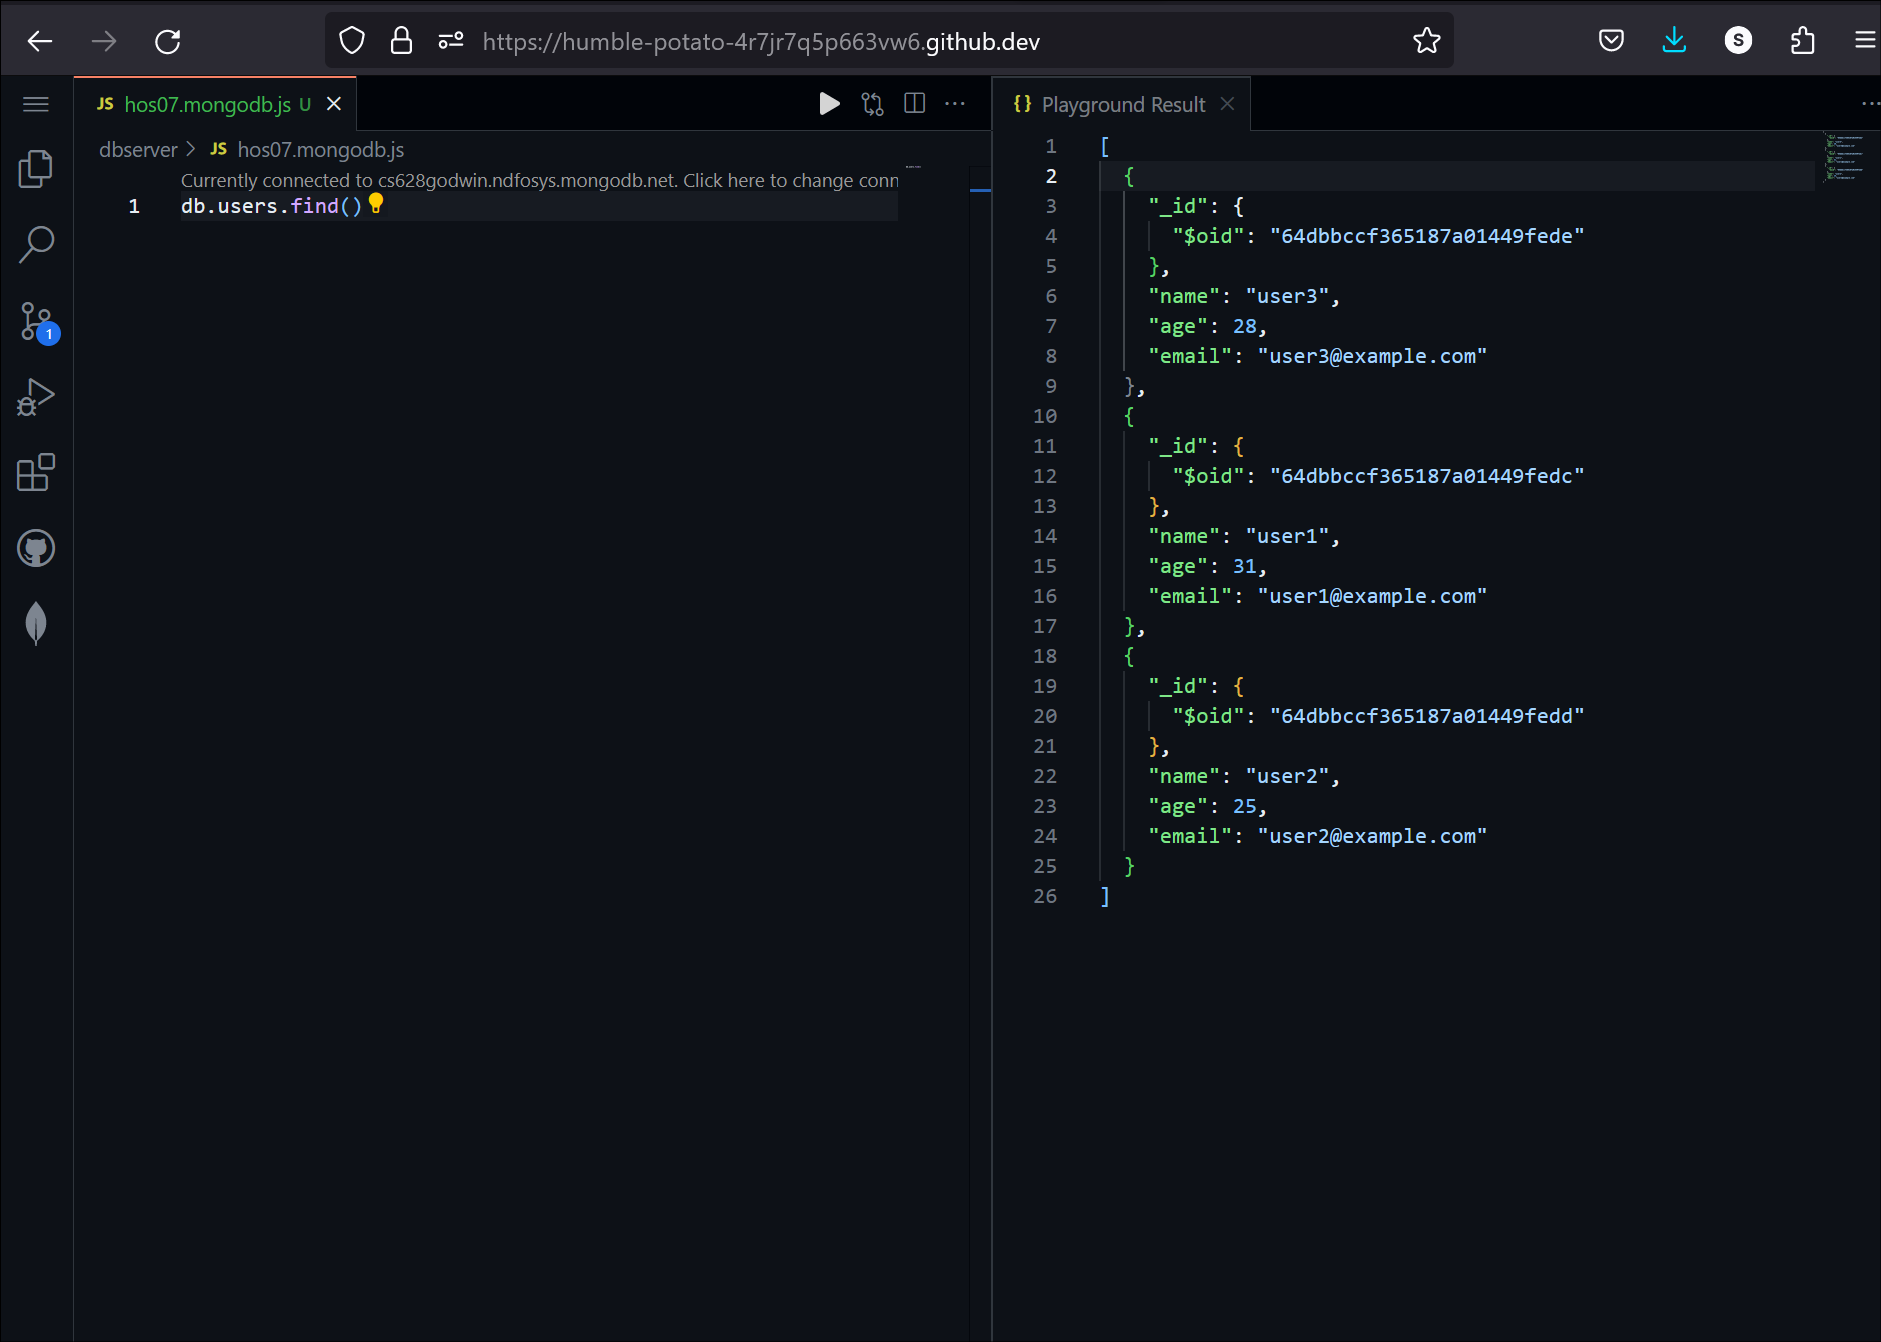 https://humble-potato-4r7jr7q5p663vw6.github.dev
S
JS hos07.mongodb.js U
dbserver > JS hos07.mongodb.js
Currently connected to cs628godwin.ndfosys.mongodb.net. Click here to change conn
1 db.users.find()
1
{} Playground Result
1 [
2 {
3 "_id": {
4 "$oid": "64dbbccf365187a01449fede"
5 },
6 "name": "user3",
7 "age": 28,
8 "email": "user3@example.com"
9 },
10 {
11 "_id": {
12 "$oid": "64dbbccf365187a01449fedc"
13 },
14 "name": "user1",
15 "age": 31,
16 "email": "user1@example.com"
17 },
18 {
19 "_id": {
20 "$oid": "64dbbccf365187a01449fedd"
21 },
22 "name": "user2",
23 "age": 25,
24 "email": "user2@example.com"
25 }
26 ]